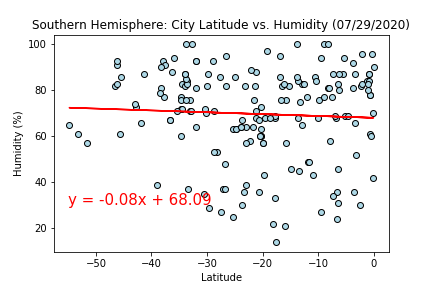 Southern Hemisphere: City Latitude vs. Humidity (07/29/2020)
100
80
60
40
20
Humidity (%)
y = -0.08x + 68.09
−50
−40
−30
−20
−10
0
Latitude